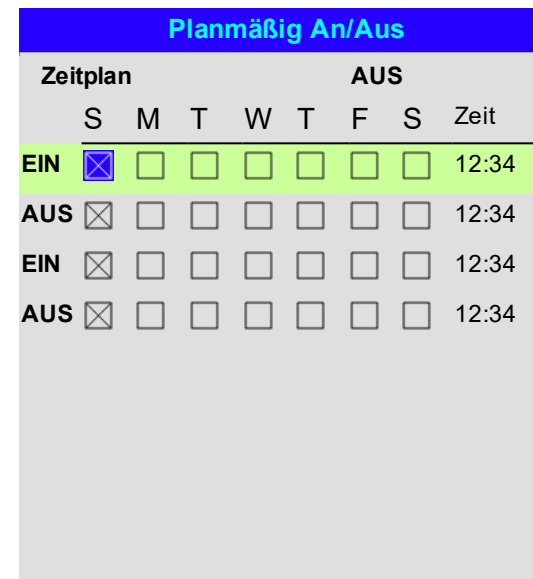 Planmäßig An/Aus
Zeitplan AUS
S M T W T F S Zeit
EIN 12:34
AUS 12:34
EIN 12:34
AUS 12:34